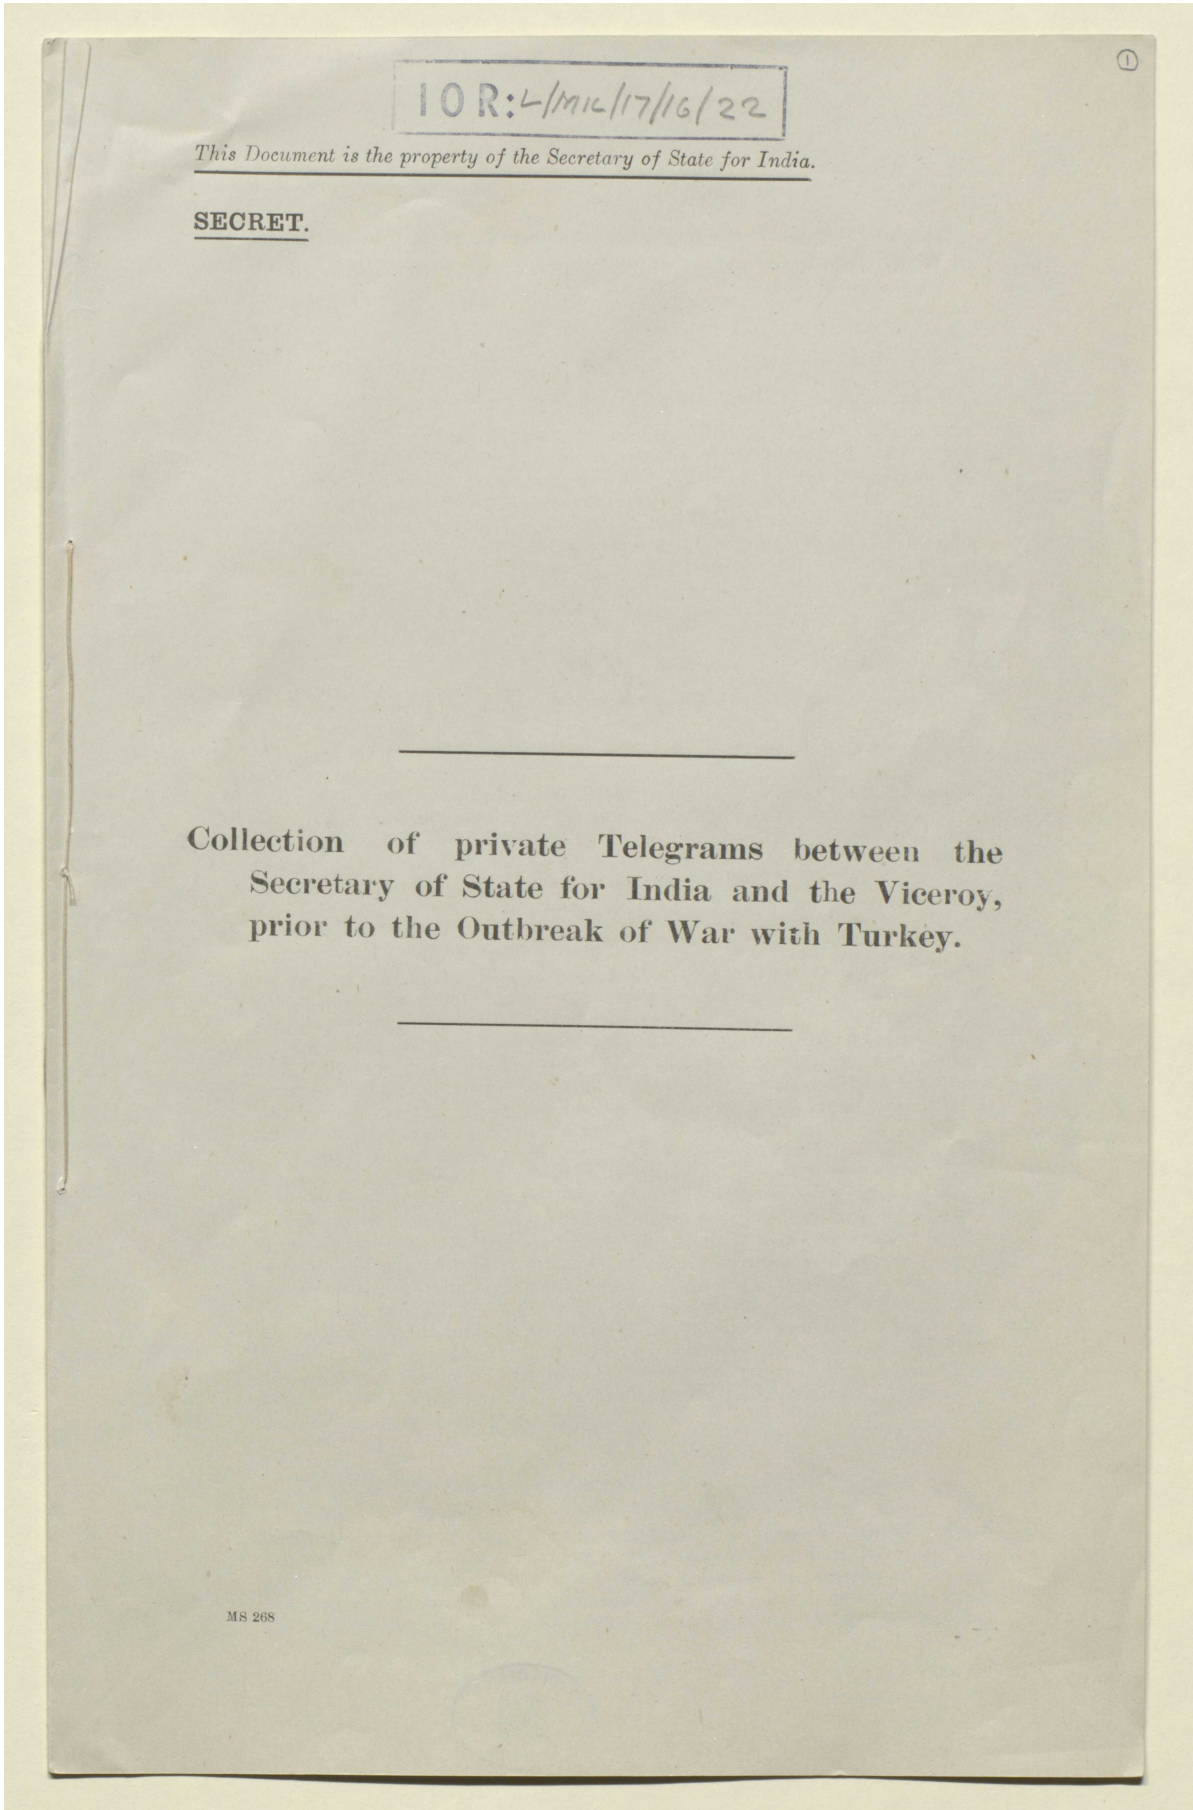 1
IOR: L/MIL/17/16/22
This Document is the property of the Secretary of State for India.
SECRET.
Collection of private Telegrams between the
Secretary of State for India and the Viceroy,
prior to the Outbreak of War with Turkey.
MS 268